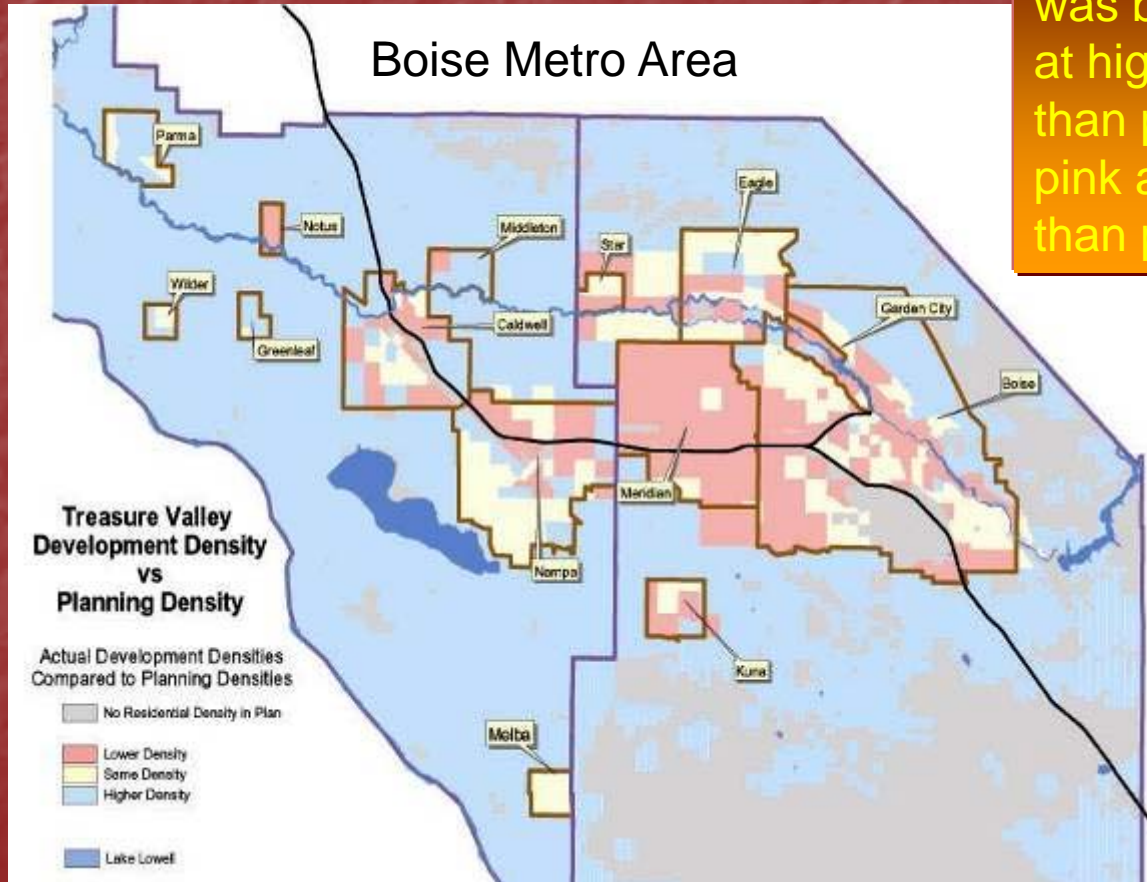 was b
at hig
than p
pink a
than p
Boise Metro Area
Parma
Notus
Middleton
Eagle
Star
Wilder
Greenleaf
Caldwell
Garden City
Boise
Meridian
Nampa
Kuna
Melba
Treasure Valley
Development Density
vs
Planning Density
Actual Development Densities
Compared to Planning Densities
No Residential Density in Plan
Lower Density
Same Density
Higher Density
Lake Lowell